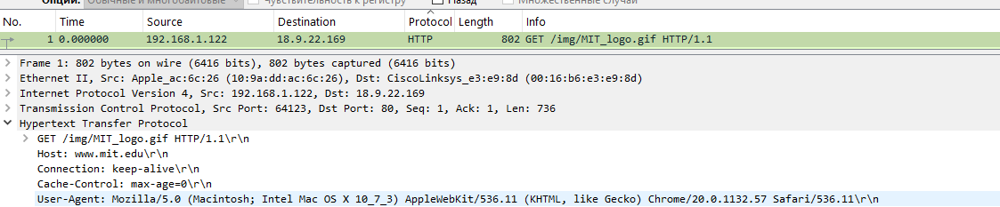 Опции: Обычные и многобайтовые Чувствительность к регистру Назад Множественные случаи
No. Time Source Destination Protocol Length Info
1 0.000000 192.168.1.122 18.9.22.169 HTTP 802 GET /img/MIT_logo.gif HTTP/1.1
Frame 1: 802 bytes on wire (6416 bits), 802 bytes captured (6416 bits)
Ethernet II, Src: Apple_ac:6c:26 (10:9a:dd:ac:6c:26), Dst: CiscoLinksys_e3:e9:8d (00:16:b6:e3:e9:8d)
Internet Protocol Version 4, Src: 192.168.1.122, Dst: 18.9.22.169
Transmission Control Protocol, Src Port: 64123, Dst Port: 80, Seq: 1, Ack: 1, Len: 736
Hypertext Transfer Protocol
GET /img/MIT_logo.gif HTTP/1.1\r\n
Host: www.mit.edu\r\n
Connection: keep-alive\r\n
Cache-Control: max-age=0\r\n
User-Agent: Mozilla/5.0 (Macintosh; Intel Mac OS X 10_7_3) AppleWebKit/536.11 (KHTML, like Gecko) Chrome/20.0.1132.57 Safari/536.11\r\n